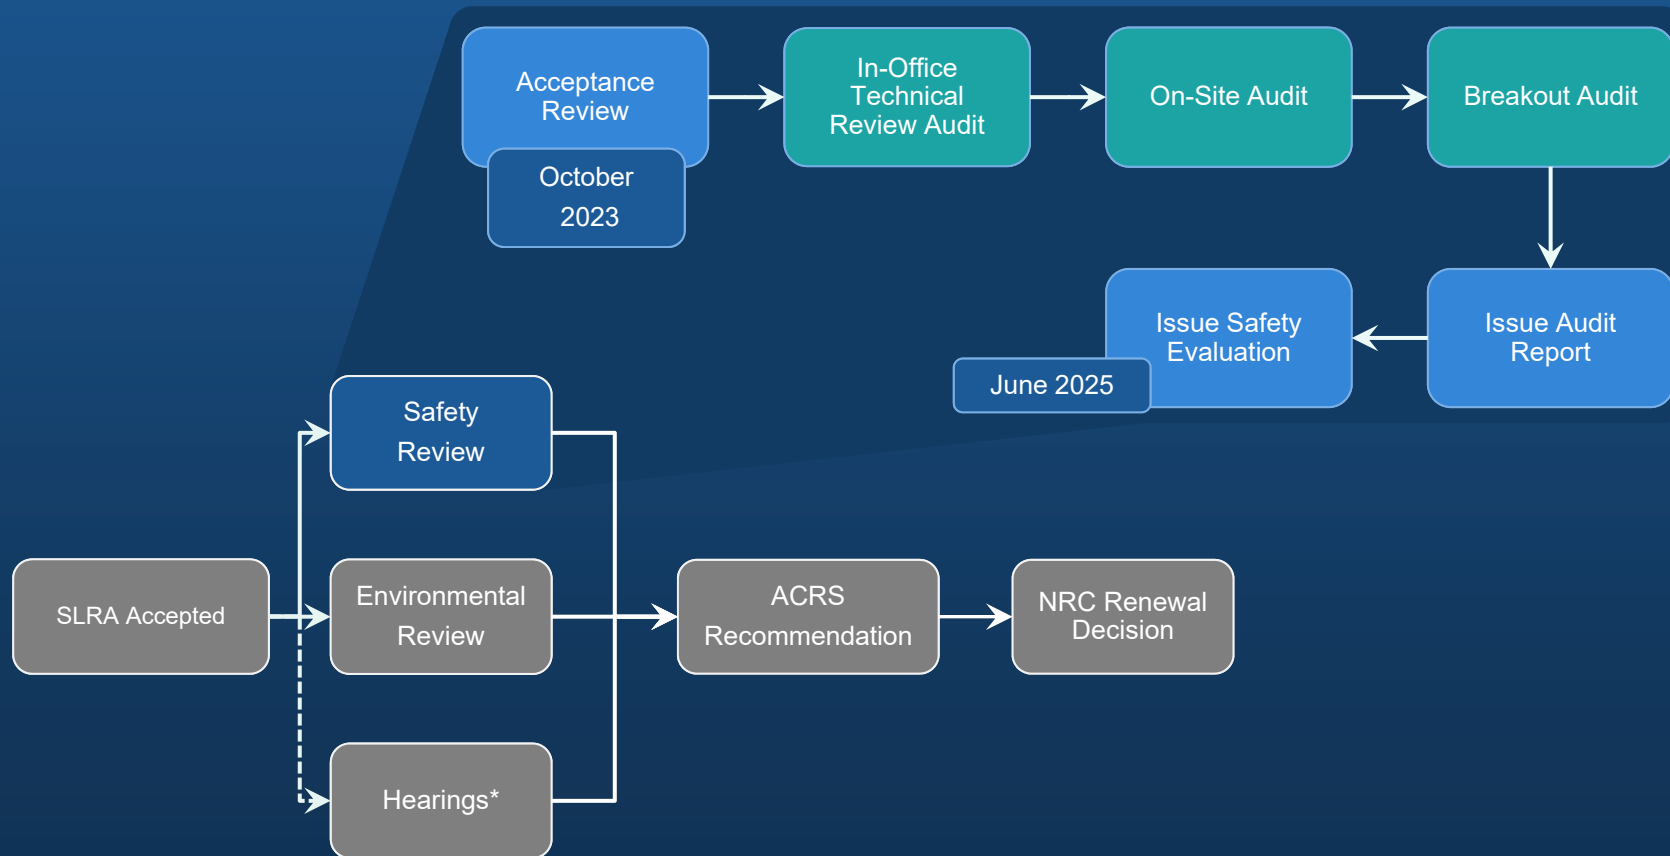 Acceptance
Review
October
2023
In-Office
Technical
Review Audit
On-Site Audit
Breakout Audit
Issue Audit
Report
Issue Safety
Evaluation
June 2025
SLRA Accepted
Safety
Review
Environmental
Review
Hearings*
ACRS
Recommendation
NRC Renewal
Decision